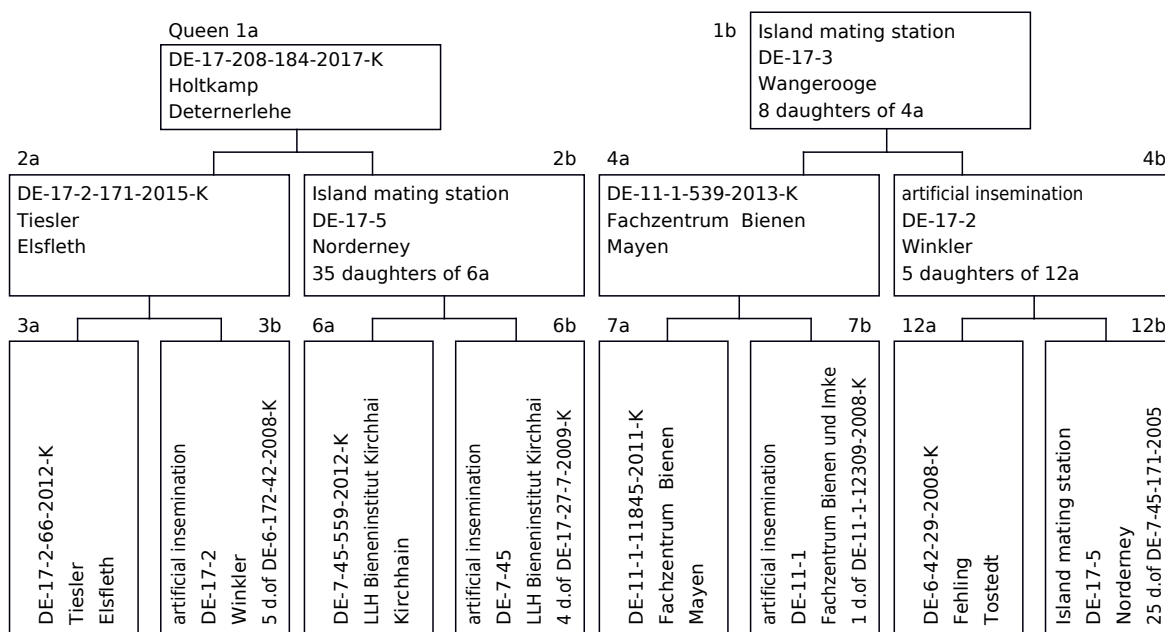 Queen 1a
DE-17-208-184-2017-K
Holtkamp
Deternerlehe
1b
Island mating station
DE-17-3
Wangerooge
8 daughters of 4a
2a
DE-17-2-171-2015-K
Tiesler
Elsfleth
2b
Island mating station
DE-17-5
Norderney
35 daughters of 6a
4a
DE-11-1-539-2013-K
Fachzentrum Bienen
Mayen
4b
artificial insemination
DE-17-2
Winkler
5 daughters of 12a
3a
DE-17-2-66-2012-K
Tiesler
Elsfleth
3b
artificial insemination
DE-17-2
Winkler
5 d.of DE-6-172-42-2008-K
6a
DE-7-45-559-2012-K
LLH Bieneninstitut Kirchhai
Kirchhain
6b
artificial insemination
DE-7-45
LLH Bieneninstitut Kirchhai
4 d.of DE-17-27-7-2009-K
7a
DE-11-1-11845-2011-K
Fachzentrum Bienen
Mayen
7b
artificial insemination
DE-11-1
Fachzentrum Bienen und Imke
1 d.of DE-11-1-12309-2008-K
12a
DE-6-42-29-2008-K
Fehling
Tostedt
12b
Island mating station
DE-17-5
Norderney
25 d.of DE-7-45-171-2005